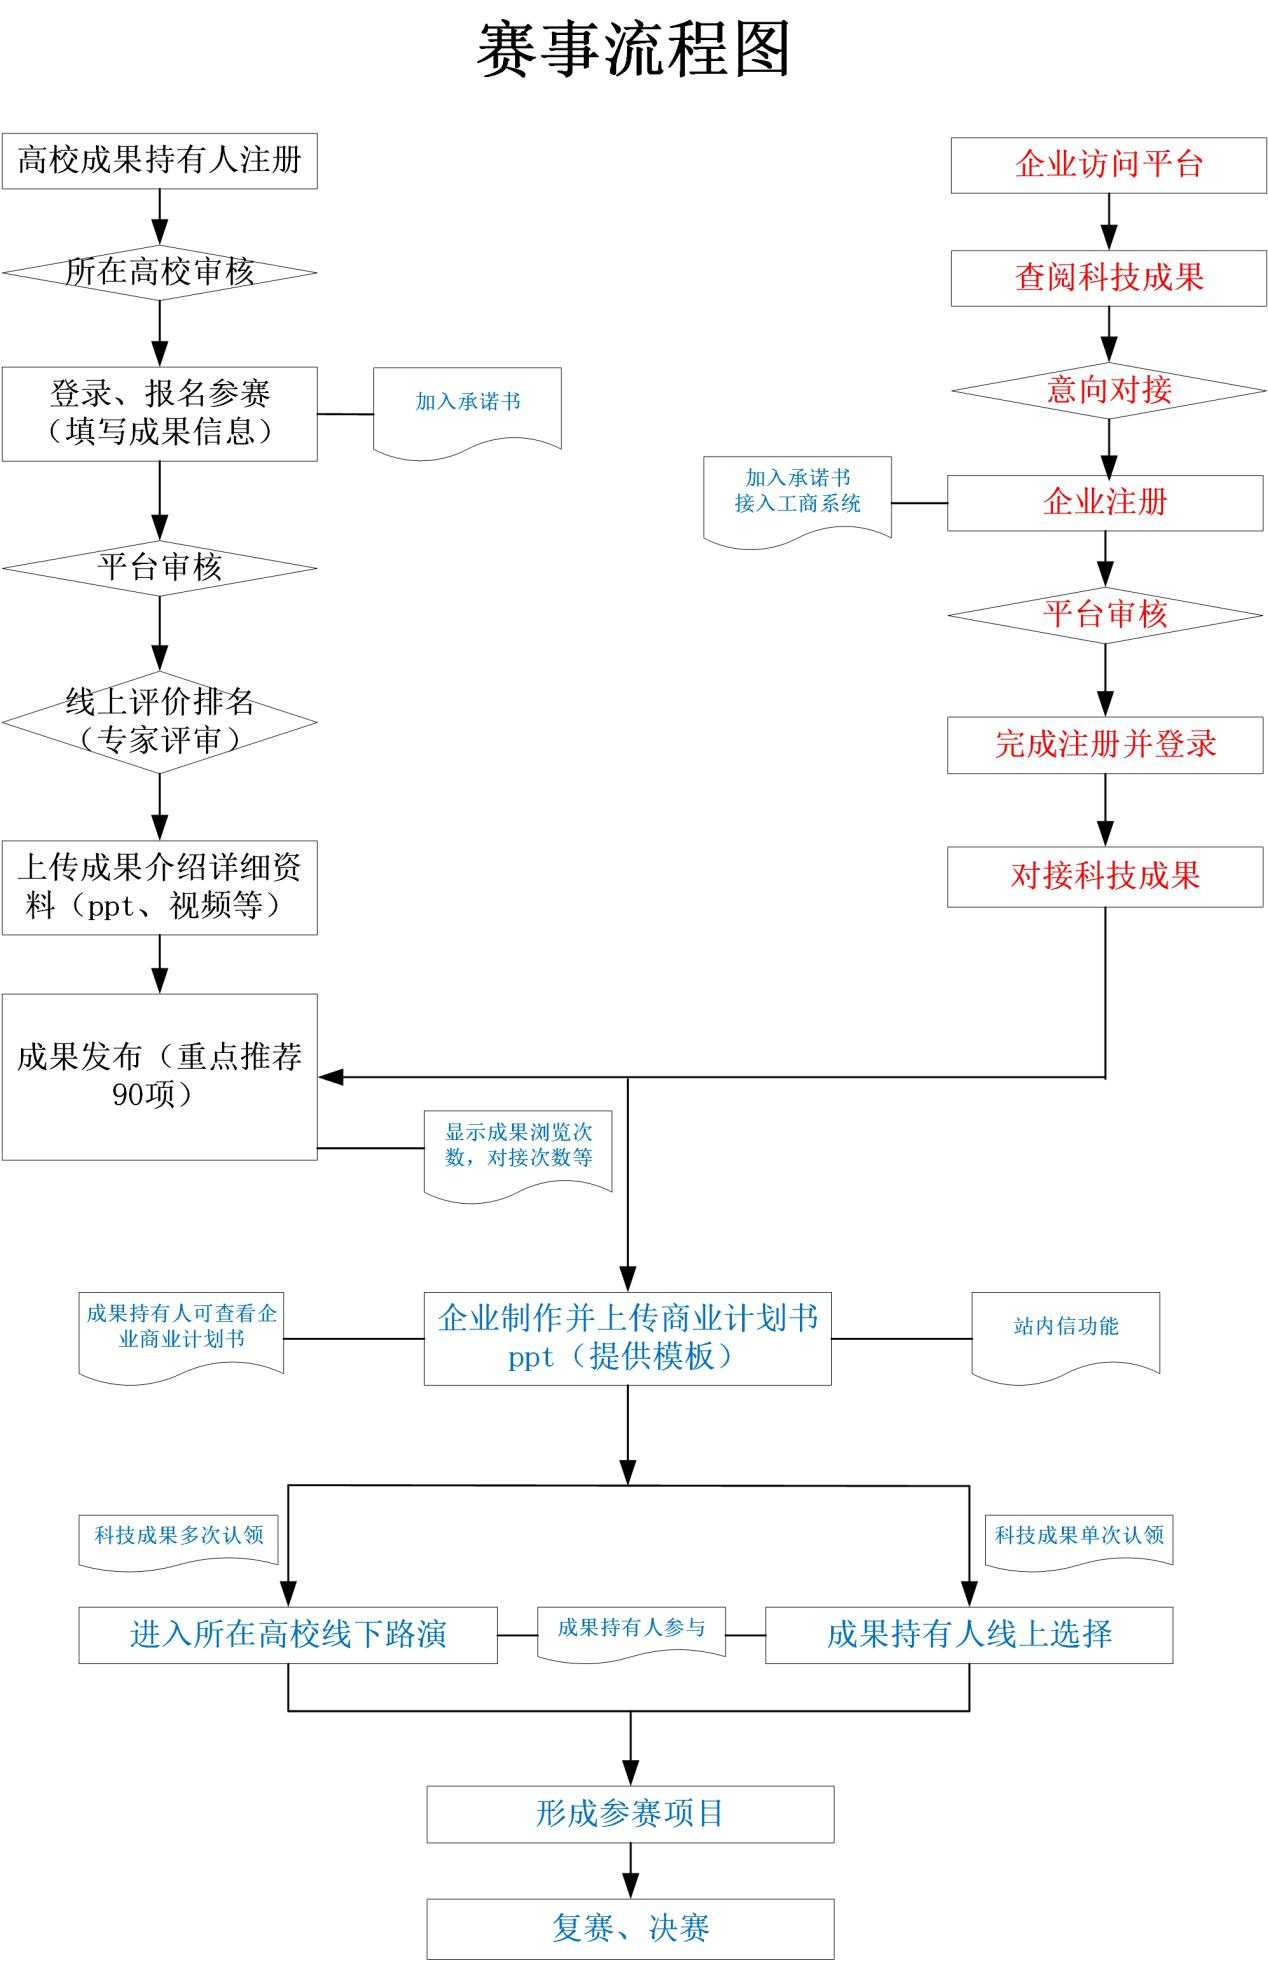 赛事流程图
高校成果持有人注册
所在高校审核
登录、报名参赛
（填写成果信息）
加入承诺书
平台审核
线上评价排名
（专家评审）
上传成果介绍详细资
料（ppt、视频等）
成果发布（重点推荐
90项）
显示成果浏览次
数，对接次数等
企业访问平台
查阅科技成果
意向对接
加入承诺书
接入工商系统
企业注册
平台审核
完成注册并登录
对接科技成果
成果持有人可查看企
业商业计划书
企业制作并上传商业计划书
ppt（提供模板）
站内信功能
科技成果多次认领
科技成果单次认领
进入所在高校线下路演
成果持有人参与
成果持有人线上选择
形成参赛项目
复赛、决赛